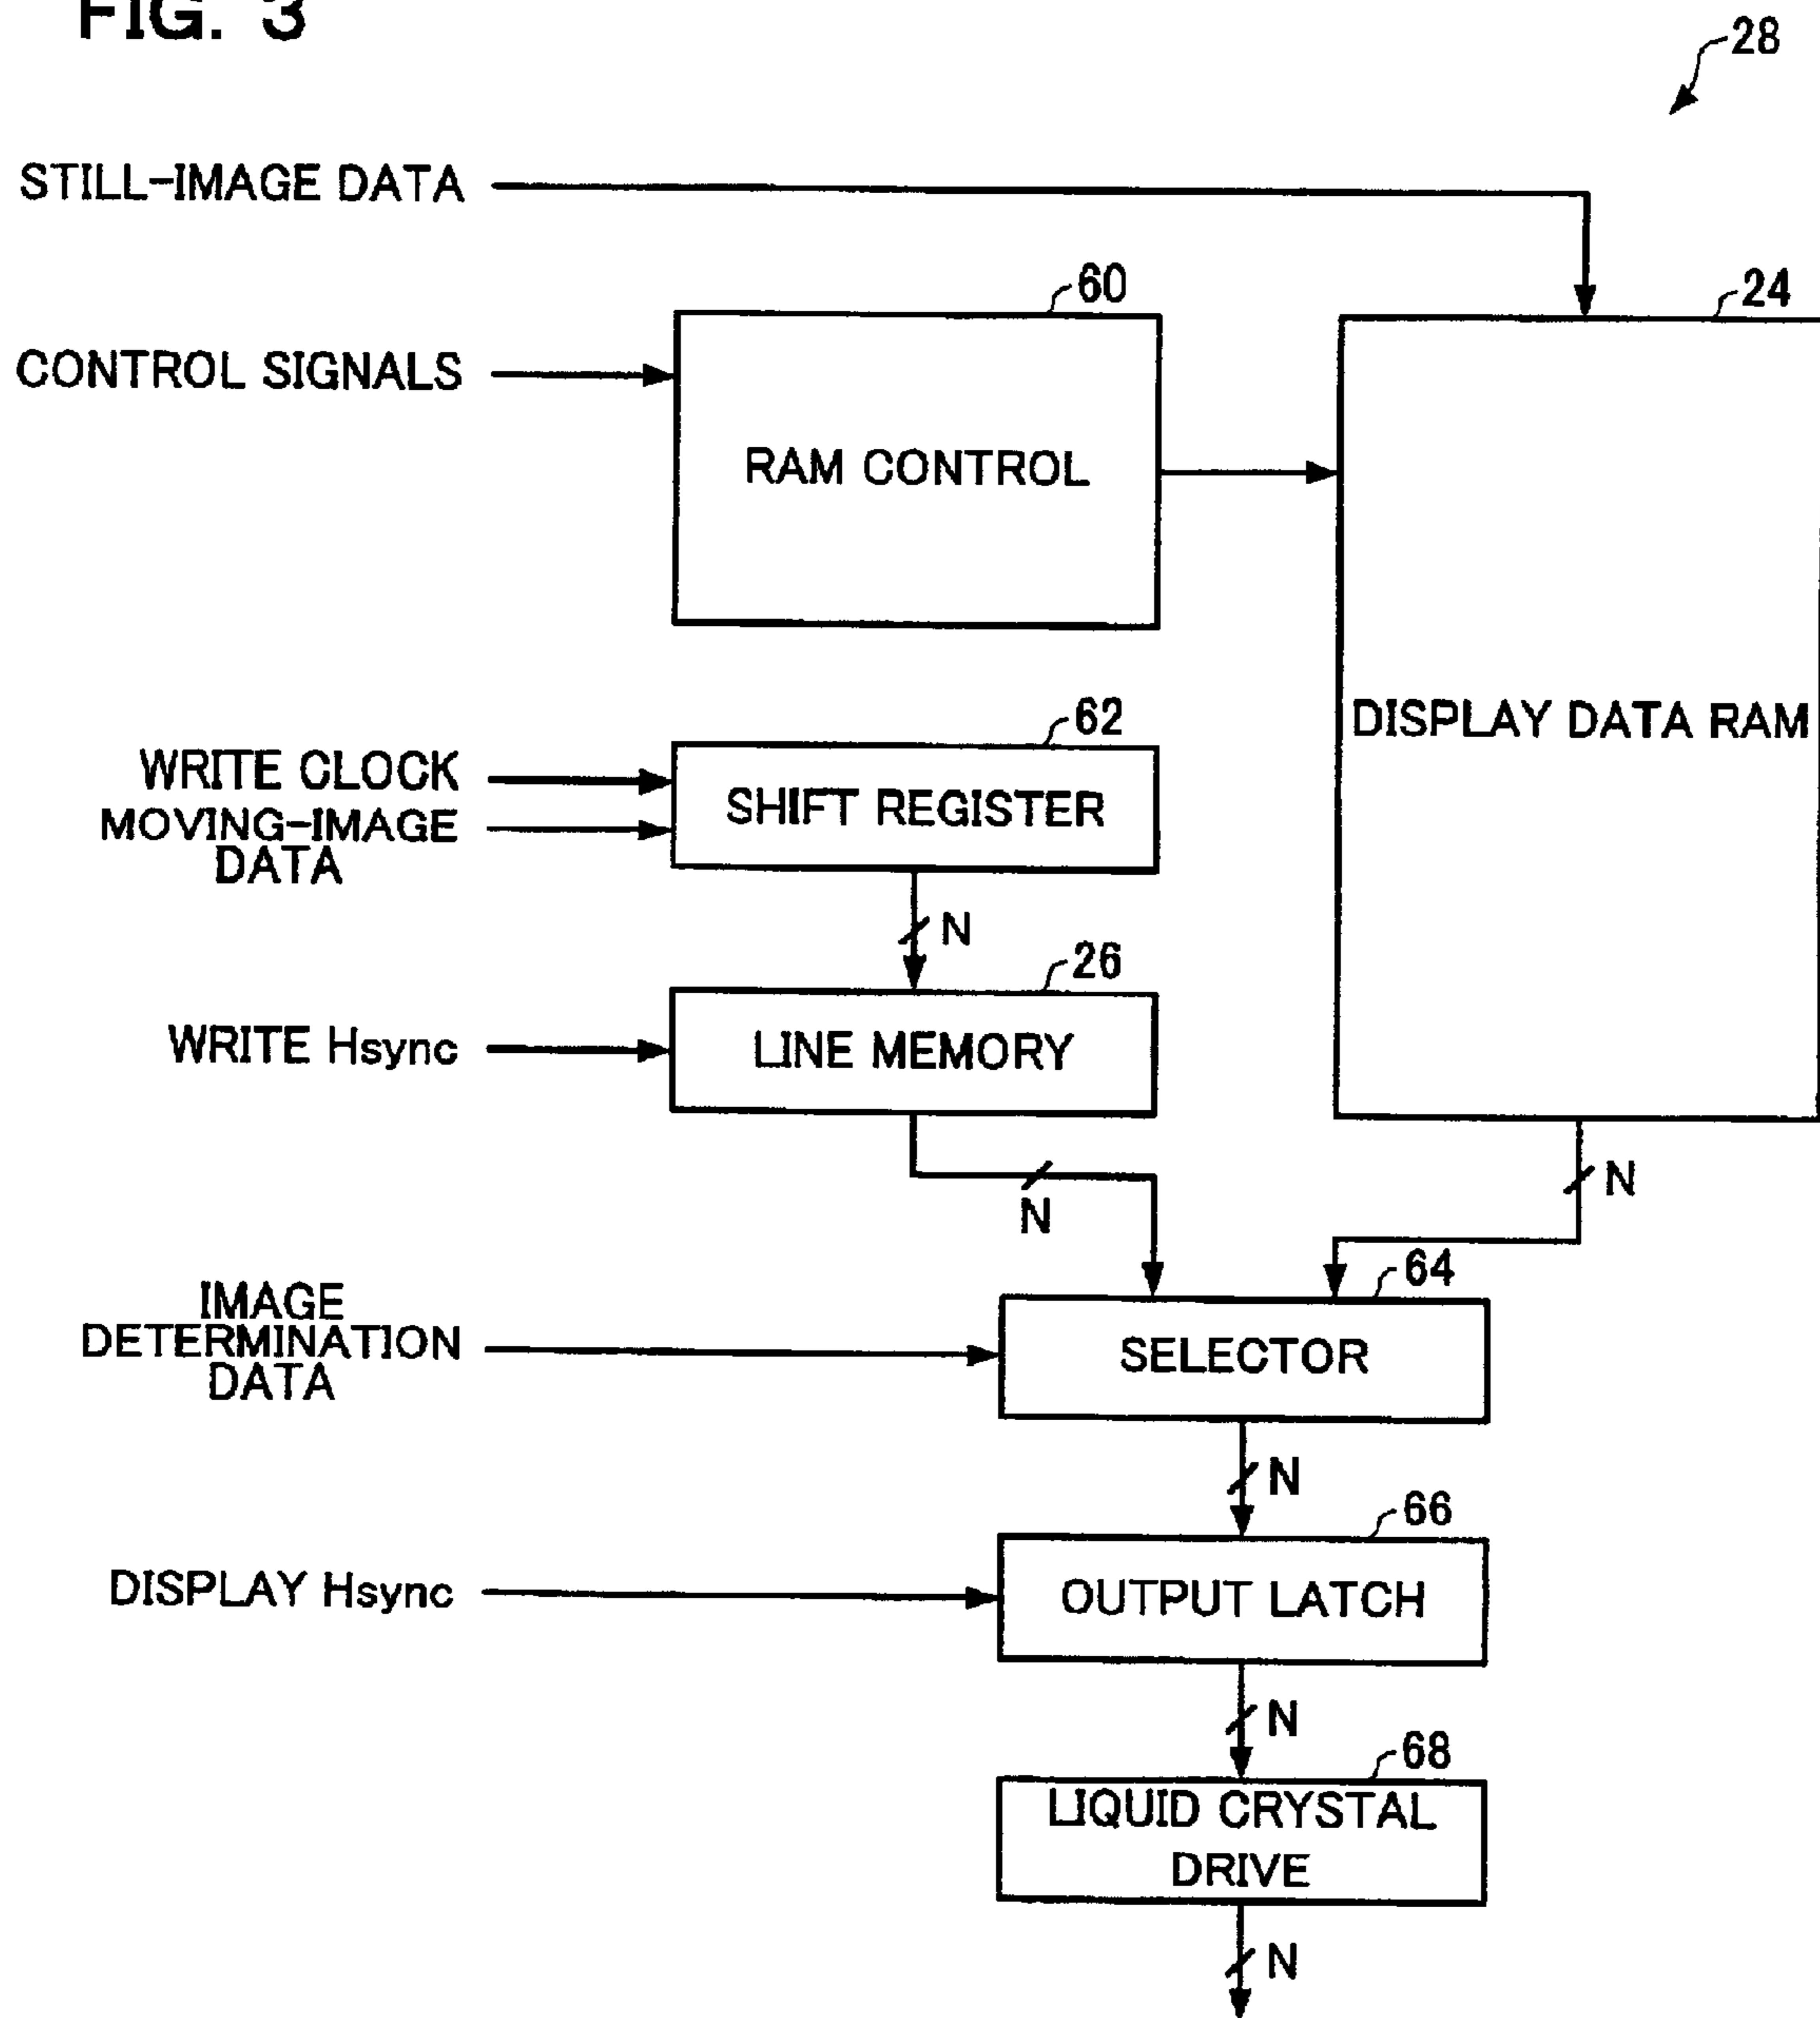 FIG. 3
28
STILL-IMAGE DATA
60
24
CONTROL SIGNALS
RAM CONTROL
DISPLAY DATA RAM
62
WRITE CLOCK
SHIFT REGISTER
MOVING-IMAGE
DATA
N
26
WRITE Hsync
LINE MEMORY
N
N
64
IMAGE
DETERMINATION
DATA
SELECTOR
N
66
DISPLAY Hsync
OUTPUT LATCH
N
68
LIQUID CRYSTAL
DRIVE
N